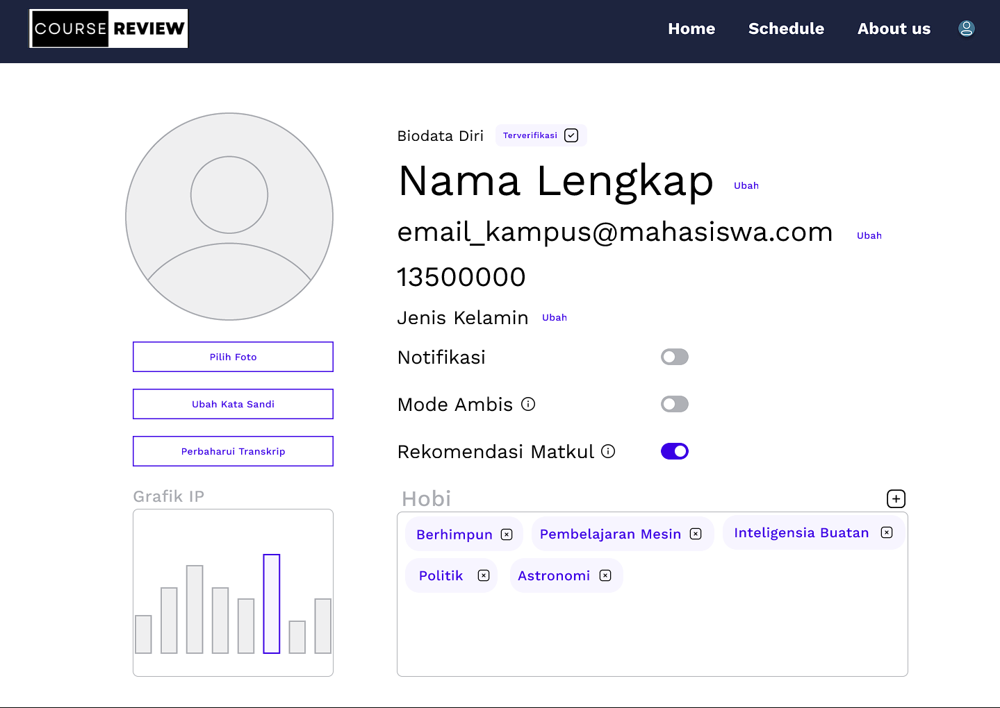 COURSE REVIEW
Home Schedule About us
Biodata Diri Terverifikasi
Nama Lengkap Ubah
email_kampus@mahasiswa.com Ubah
13500000
Jenis Kelamin Ubah
Notifikasi
Mode Ambis
Rekomendasi Matkul
Pilih Foto
Ubah Kata Sandi
Perbaharui Transkrip
Grafik IP
Hobi
Berhimpun Pembelajaran Mesin Inteligensia Buatan
Politik Astronomi